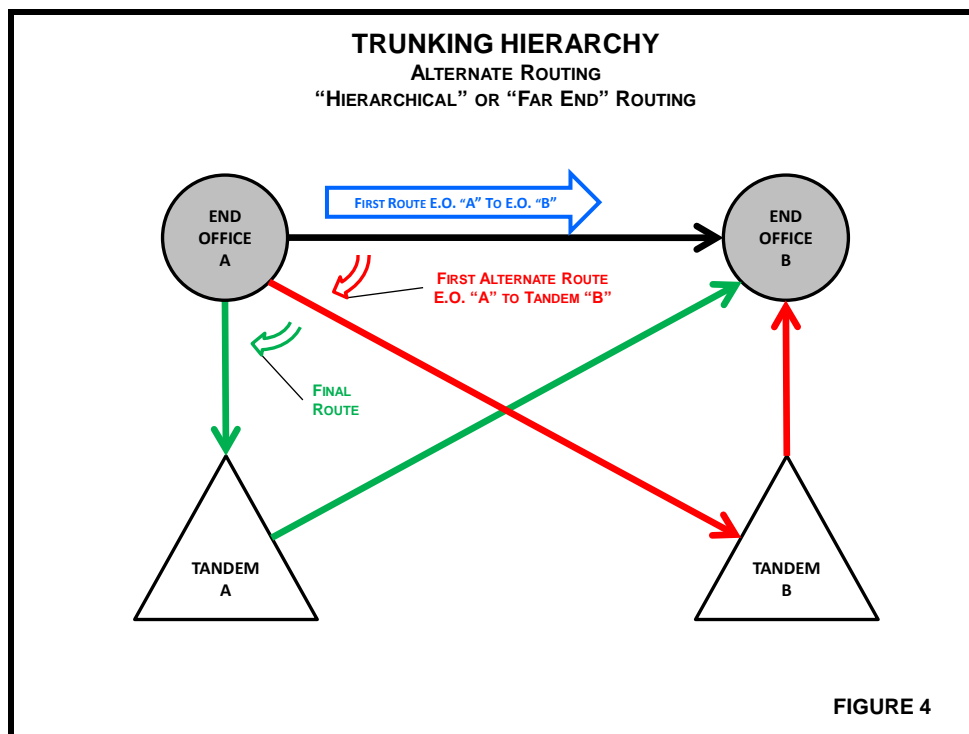 TRUNKING HIERARCHY
ALTERNATE ROUTING
“HIERARCHICAL” OR “FAR END” ROUTING
END
OFFICE
A
FIRST ROUTE E.O. “A” TO E.O. “B”
END
OFFICE
B
FIRST ALTERNATE ROUTE
E.O. “A” TO TANDEM “B”
FINAL
ROUTE
TANDEM
A
TANDEM
B
FIGURE 4